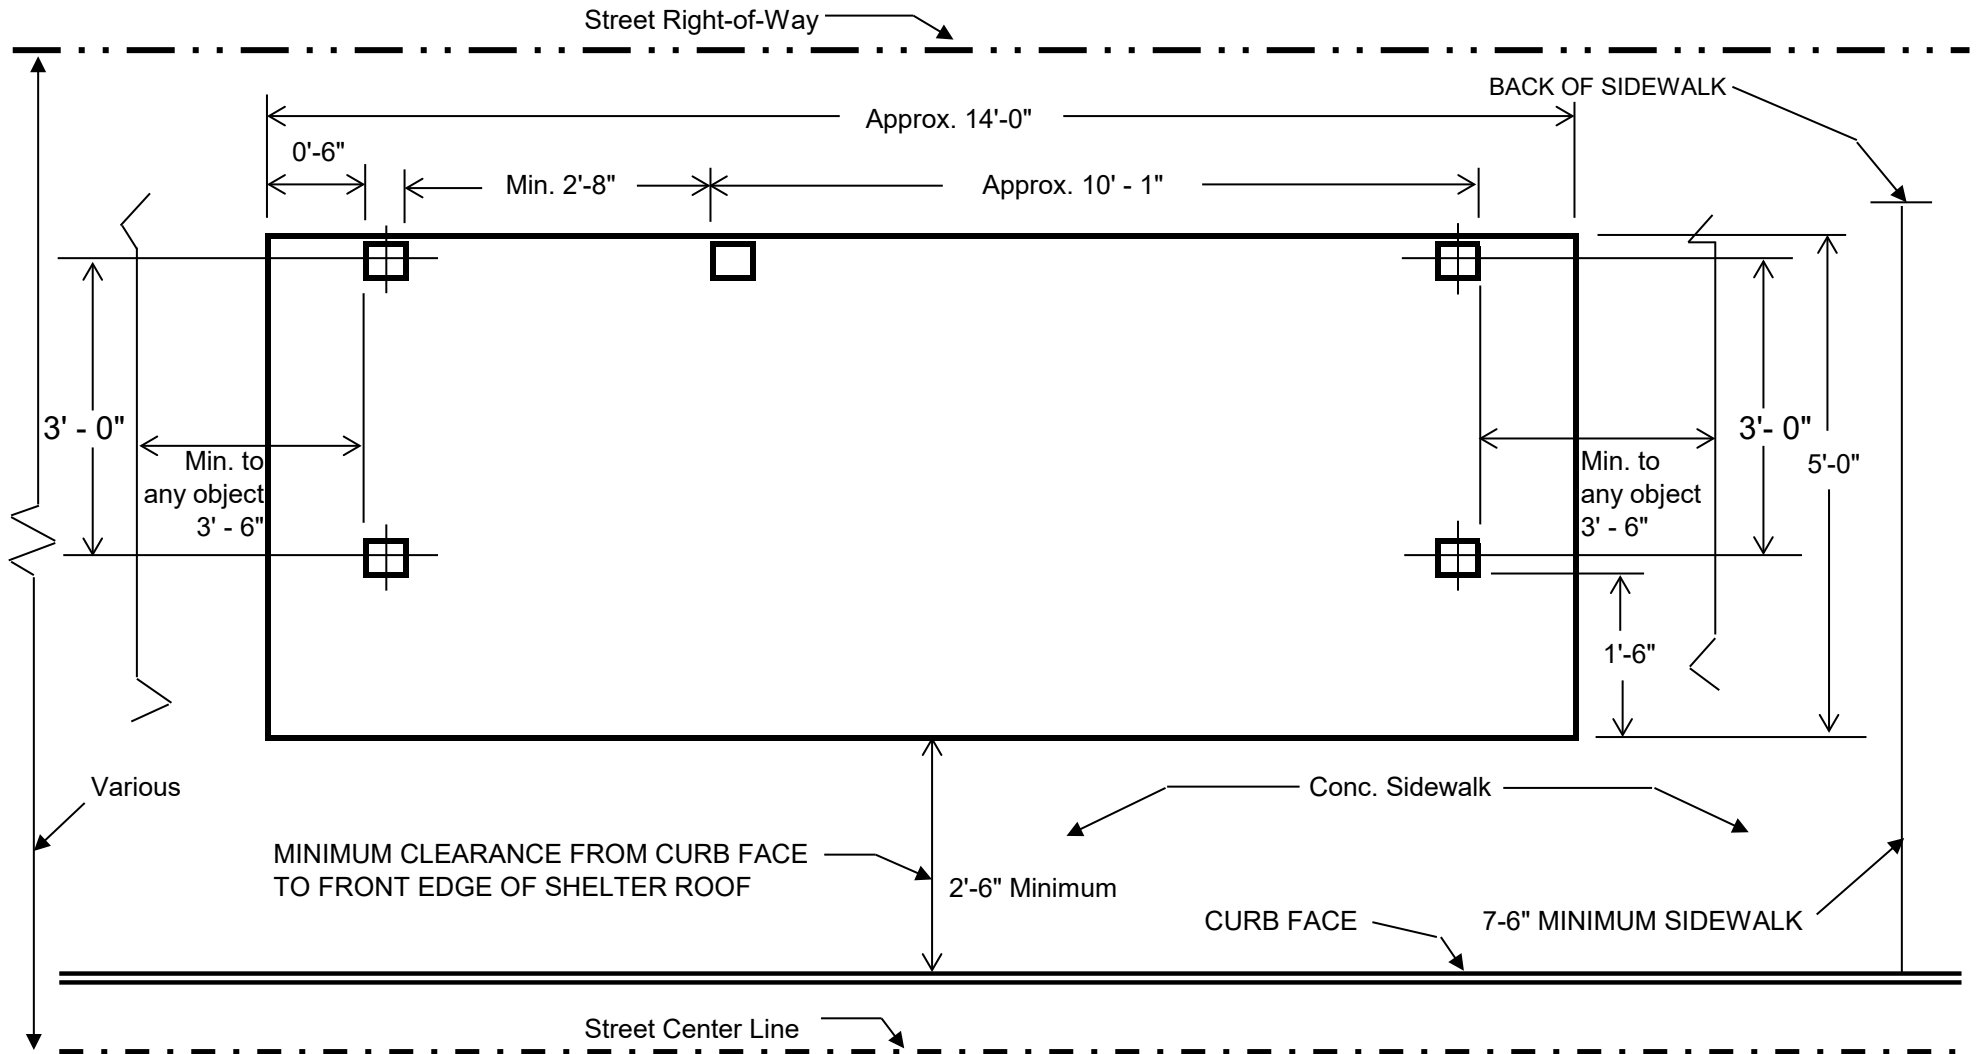 Street Right-of-Way
BACK OF SIDEWALK
Approx. 14'-0"
0'-6"
Min. 2'-8"
Approx. 10' - 1"
3' - 0"
Min. to
any object
3' - 6"
Min. to
any object
3' - 6"
3'- 0"
5'-0"
1'-6"
Various
Conc. Sidewalk
MINIMUM CLEARANCE FROM CURB FACE
TO FRONT EDGE OF SHELTER ROOF
2'-6" Minimum
CURB FACE
7-6" MINIMUM SIDEWALK
Street Center Line